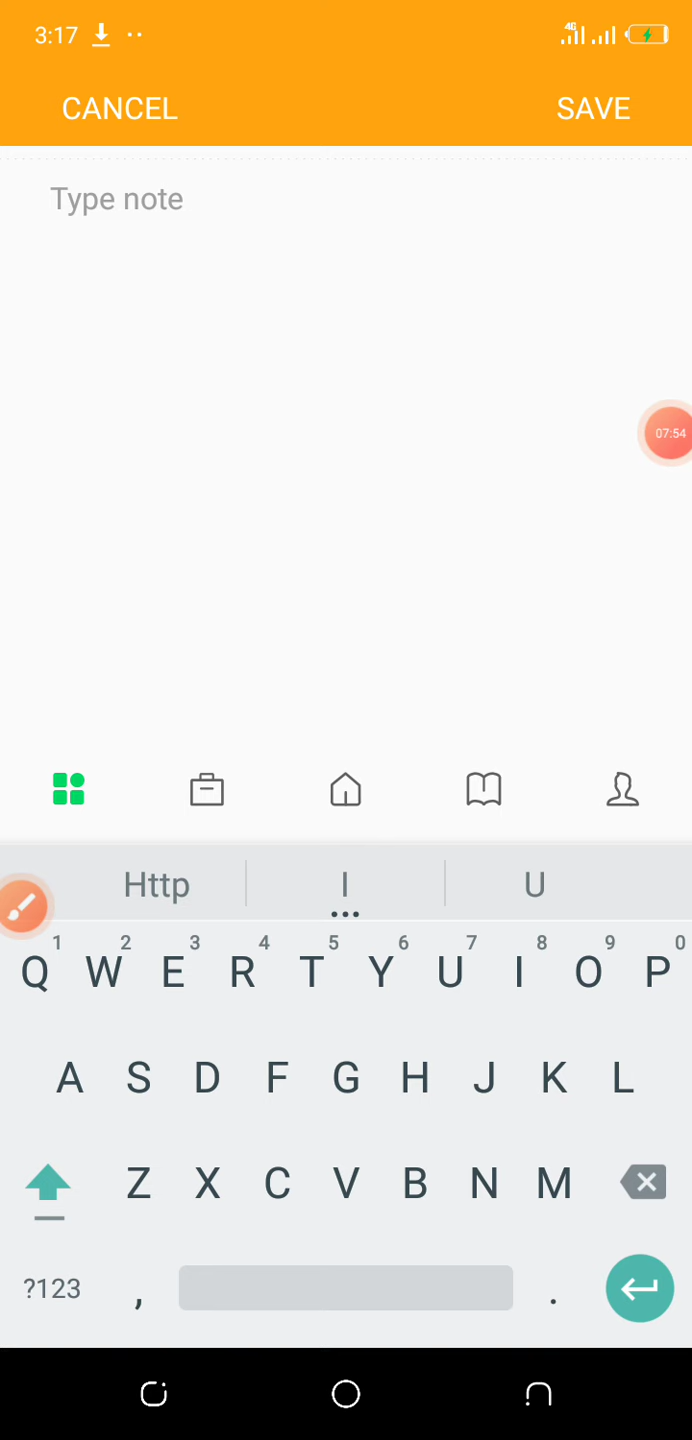 3:17 4G
CANCEL SAVE
Type note
07:54
Http I U
1 2 3 4 5 6 7 8 9 0
Q W E R T Y U I O P
A S D F G H J K L
Z X C V B N M
?123 , .